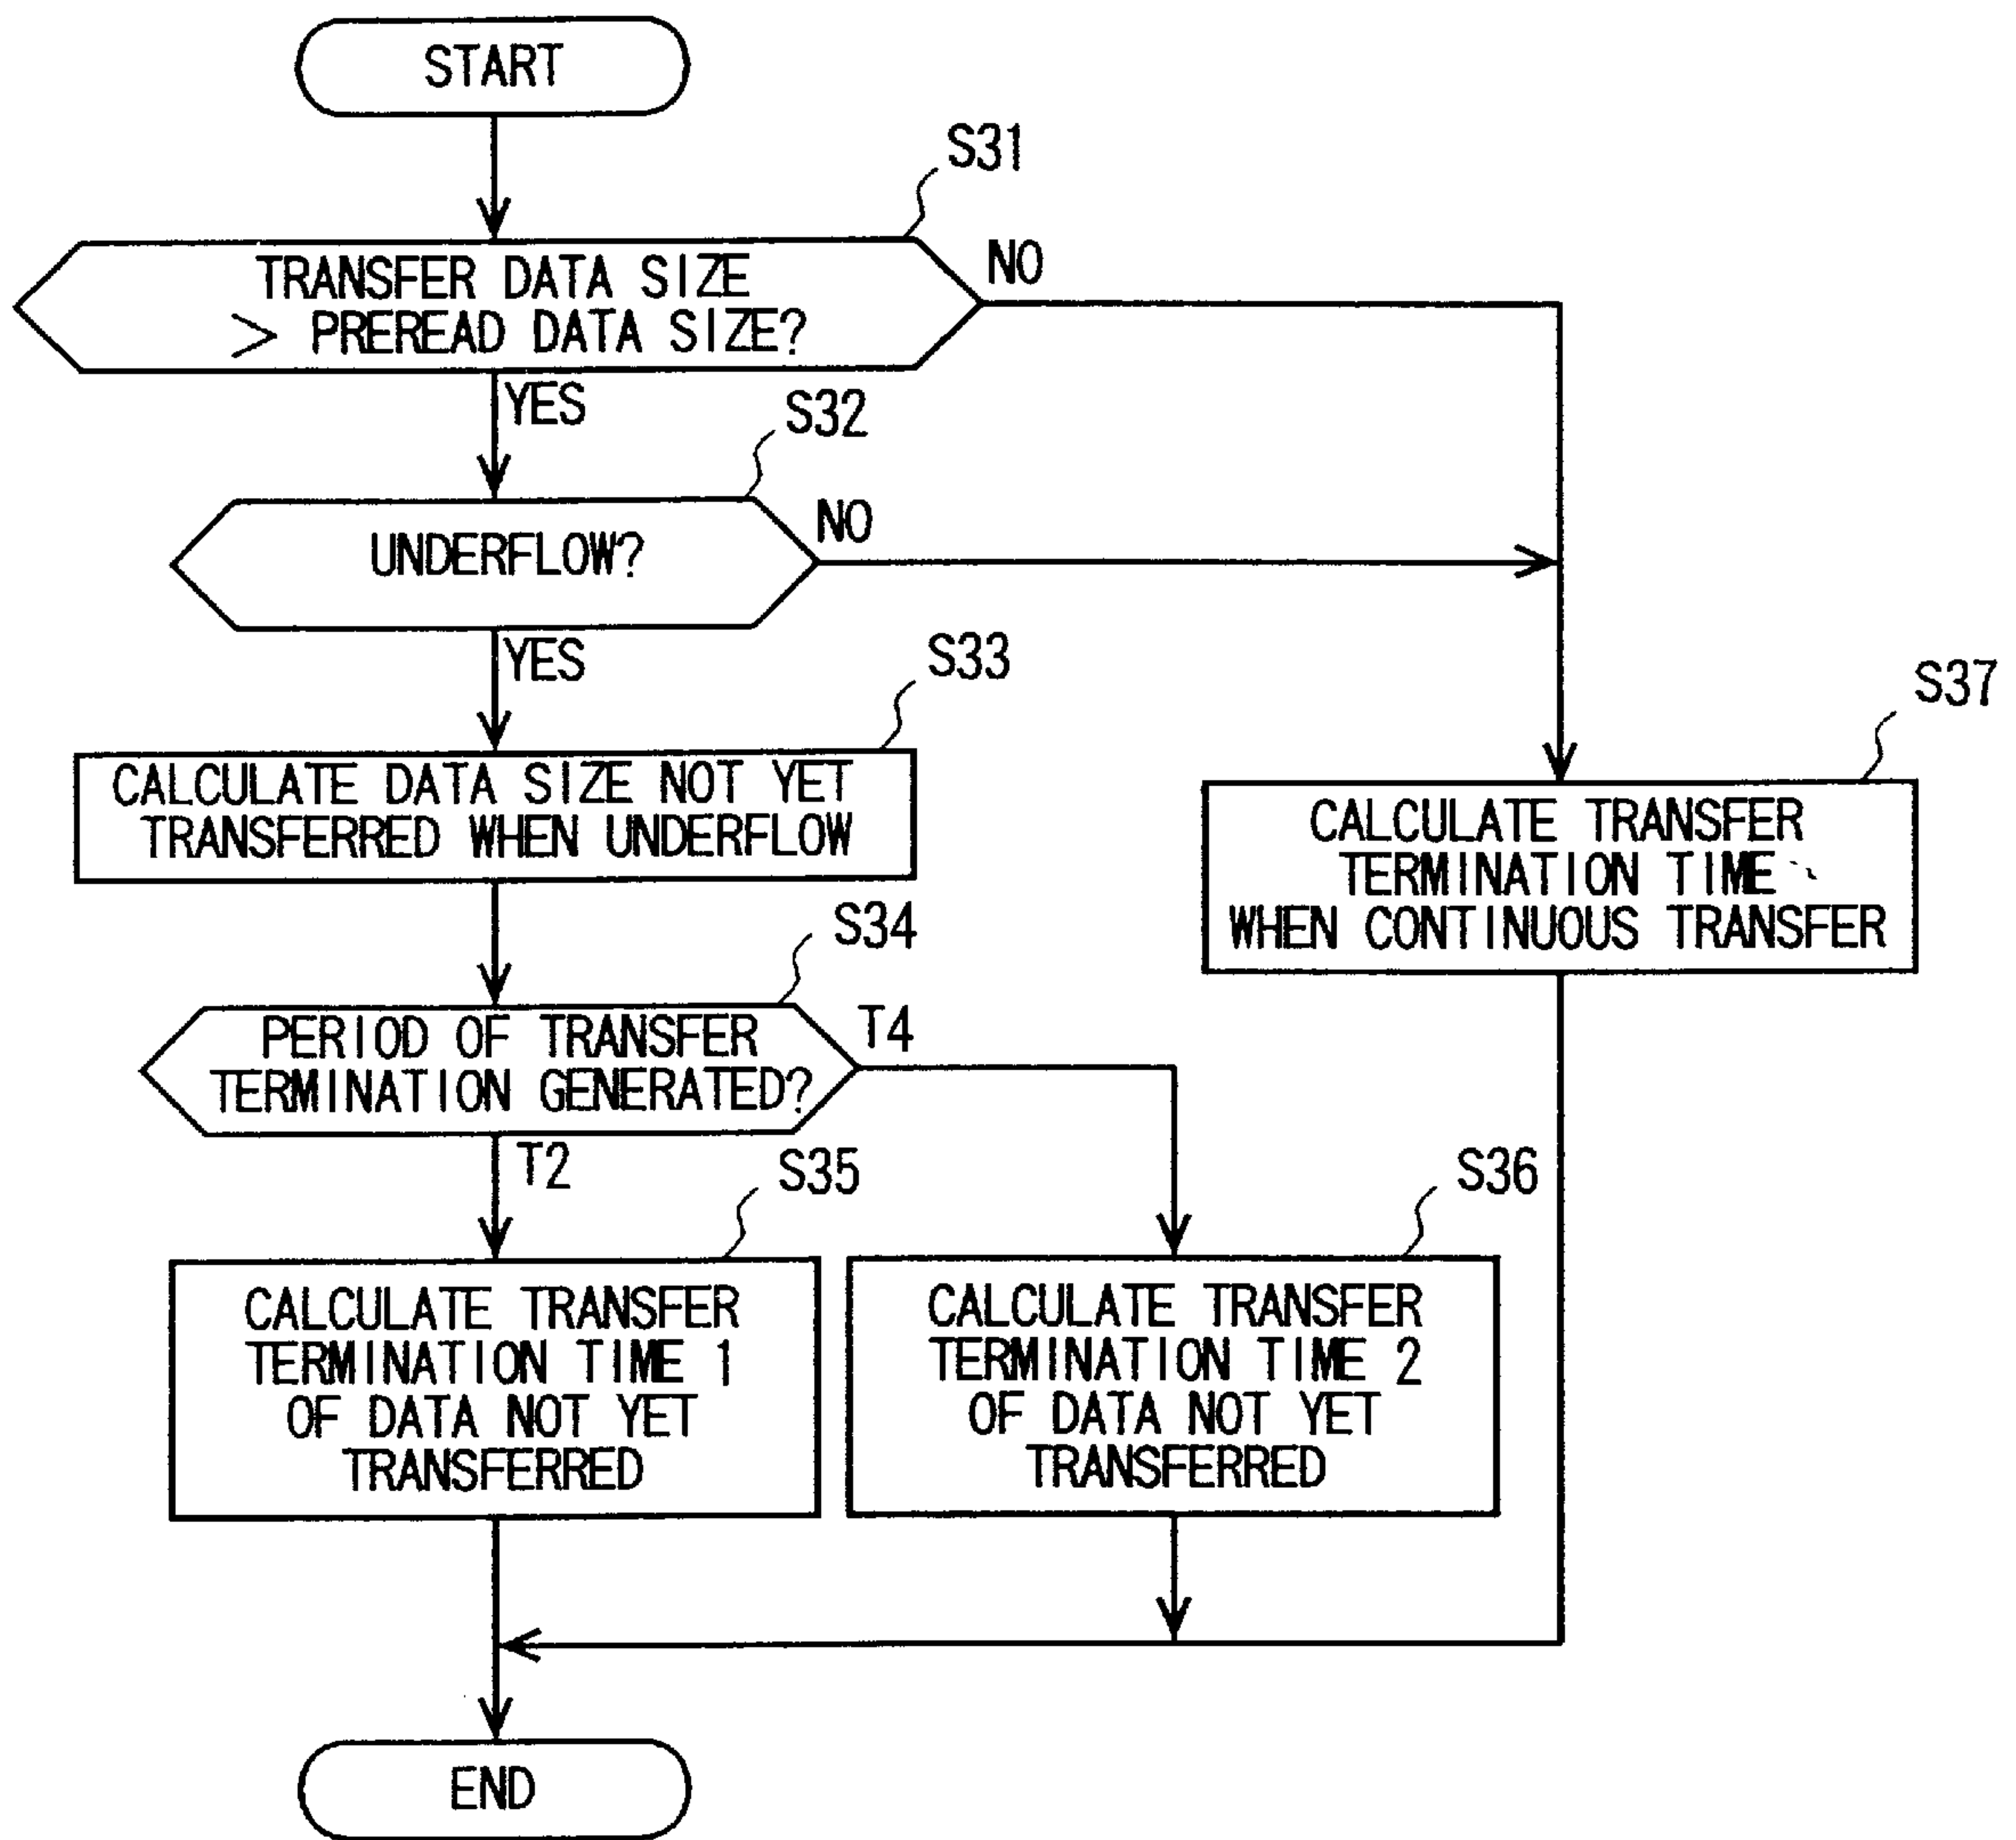 START
S31
TRANSFER DATA SIZE
> PREREAD DATA SIZE?
NO
YES
S32
UNDERFLOW?
NO
YES
S33
CALCULATE DATA SIZE NOT YET
TRANSFERRED WHEN UNDERFLOW
S37
CALCULATE TRANSFER
TERMINATION TIME
WHEN CONTINUOUS TRANSFER
S34
PERIOD OF TRANSFER
TERMINATION GENERATED?
T4
T2
S35
CALCULATE TRANSFER
TERMINATION TIME 1
OF DATA NOT YET
TRANSFERRED
S36
CALCULATE TRANSFER
TERMINATION TIME 2
OF DATA NOT YET
TRANSFERRED
END